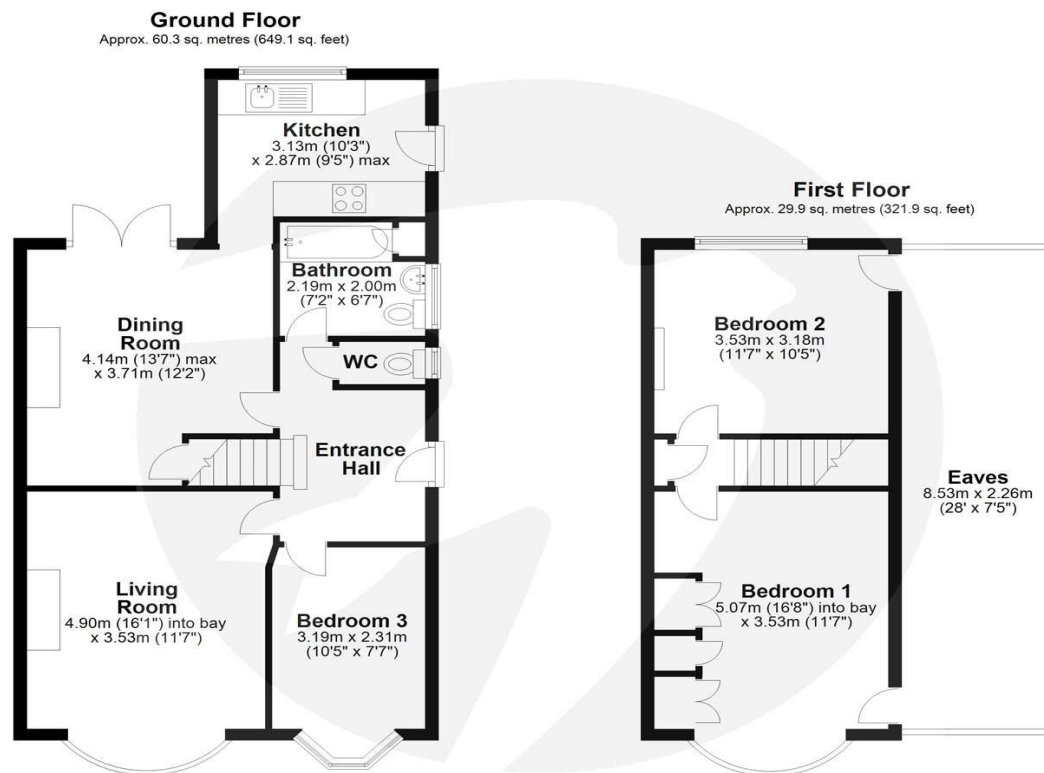 Ground Floor
Approx. 60.3 sq. metres (649.1 sq. feet)
Kitchen
3.13m (10'3")
x 2.87m (9'5") max
Bathroom
2.19m x 2.00m
(7'2" x 6'7")
WC
Dining
Room
4.14m (13'7") max
x 3.71m (12'2")
Entrance
Hall
Living
Room
4.90m (16'1") into bay
x 3.53m (11'7")
Bedroom 3
3.19m x 2.31m
(10'5" x 7'7")
First Floor
Approx. 29.9 sq. metres (321.9 sq. feet)
Bedroom 2
3.53m x 3.18m
(11'7" x 10'5")
Eaves
8.53m x 2.26m
(28' x 7'5")
Bedroom 1
5.07m (16'8") into bay
x 3.53m (11'7")